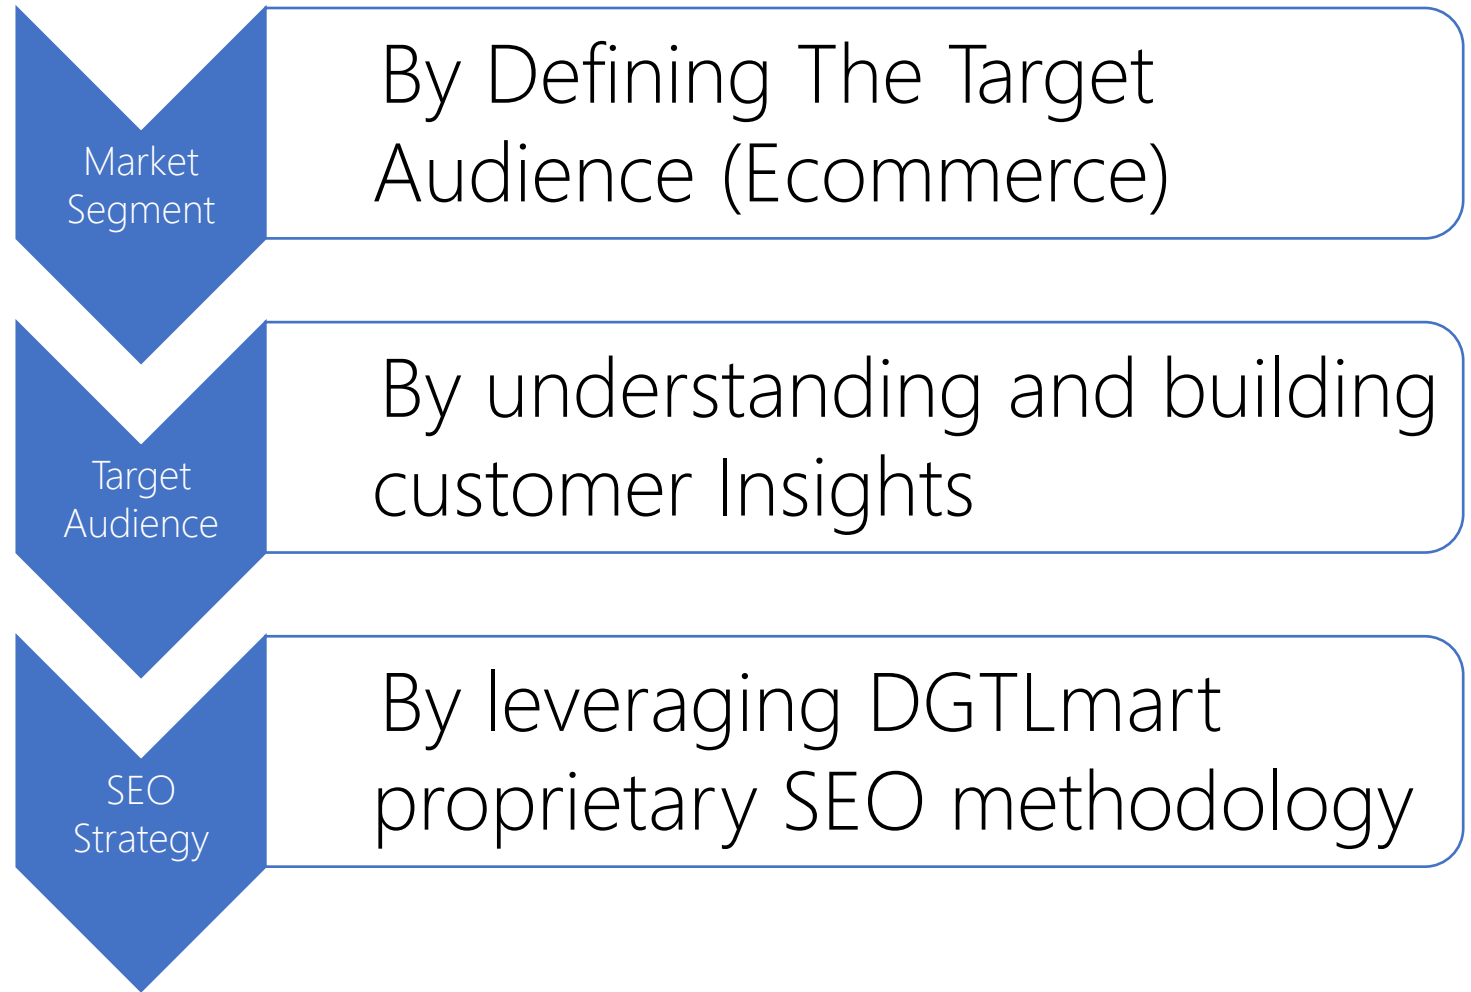 Market
Segment
By Defining The Target
Audience (Ecommerce)
Target
Audience
By understanding and building
customer Insights
SEO
Strategy
By leveraging DGTLmart
proprietary SEO methodology